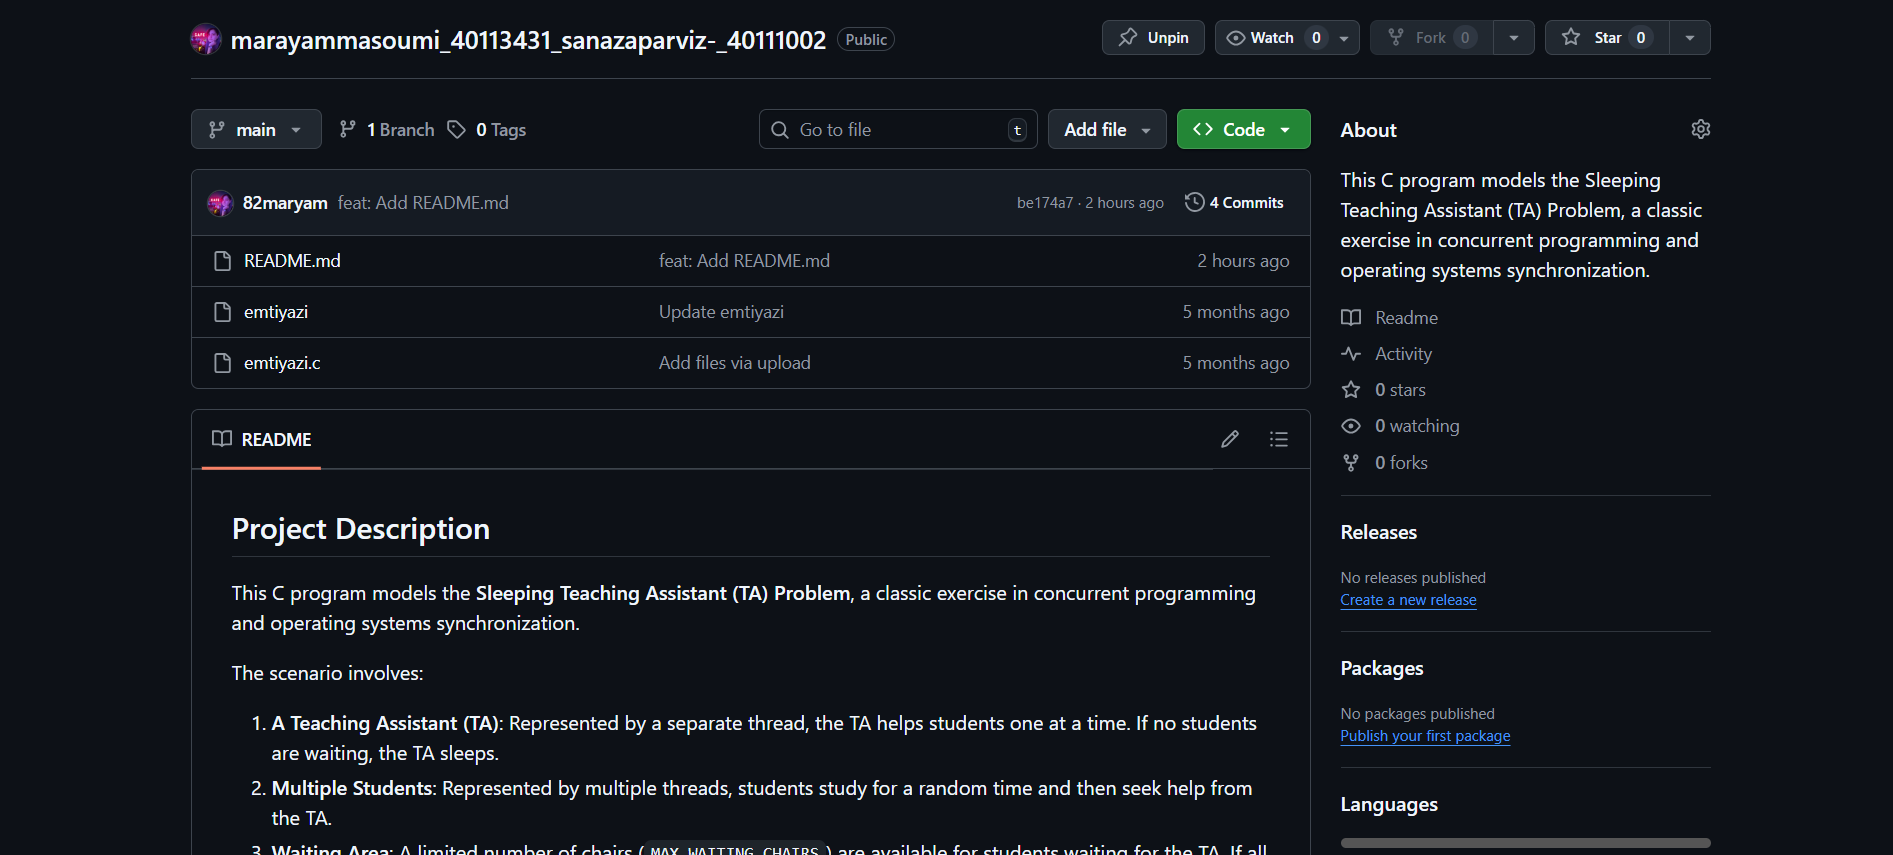 marayammasoumi_40113431_sanazaparviz-_40111002 Public
Unpin Watch 0 Fork 0 Star 0
main 1 Branch 0 Tags Go to file t Add file Code
82maryam feat: Add README.md be174a7 · 2 hours ago 4 Commits
README.md feat: Add README.md 2 hours ago
emtiyazi Update emtiyazi 5 months ago
emtiyazi.c Add files via upload 5 months ago
README
Project Description
This C program models the Sleeping Teaching Assistant (TA) Problem, a classic exercise in concurrent programming
and operating systems synchronization.
The scenario involves:
1. A Teaching Assistant (TA): Represented by a separate thread, the TA helps students one at a time. If no students
are waiting, the TA sleeps.
2. Multiple Students: Represented by multiple threads, students study for a random time and then seek help from
the TA.
3. Waiting Area: A limited number of chairs (MAX_WAITING_CHAIRS) are available for students waiting for the TA. If all
About
This C program models the Sleeping
Teaching Assistant (TA) Problem, a classic
exercise in concurrent programming and
operating systems synchronization.
Readme
Activity
0 stars
0 watching
0 forks
Releases
No releases published
Create a new release
Packages
No packages published
Publish your first package
Languages